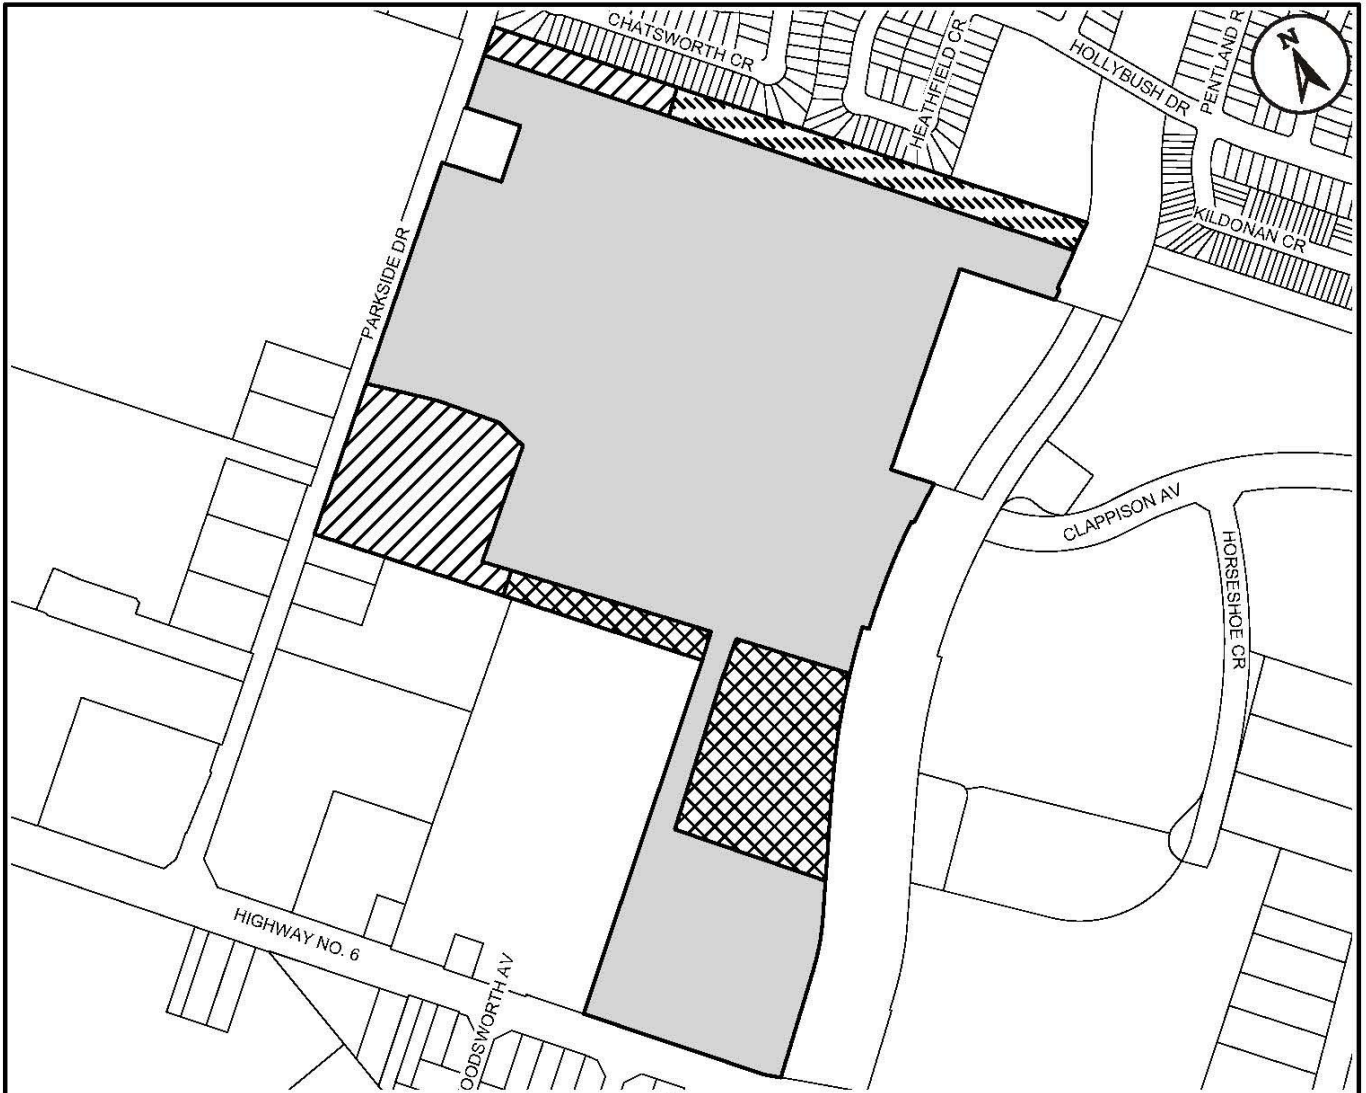 CHATSWORTH CR
HEATHFIELD CR
HOLLYBUSH DR
PENTLAND R
N
KILDONAN CR
PARKSIDE DR
CLAPPISON AV
HORSESHOE CR
HIGHWAY NO. 6
OODSWORTH AV